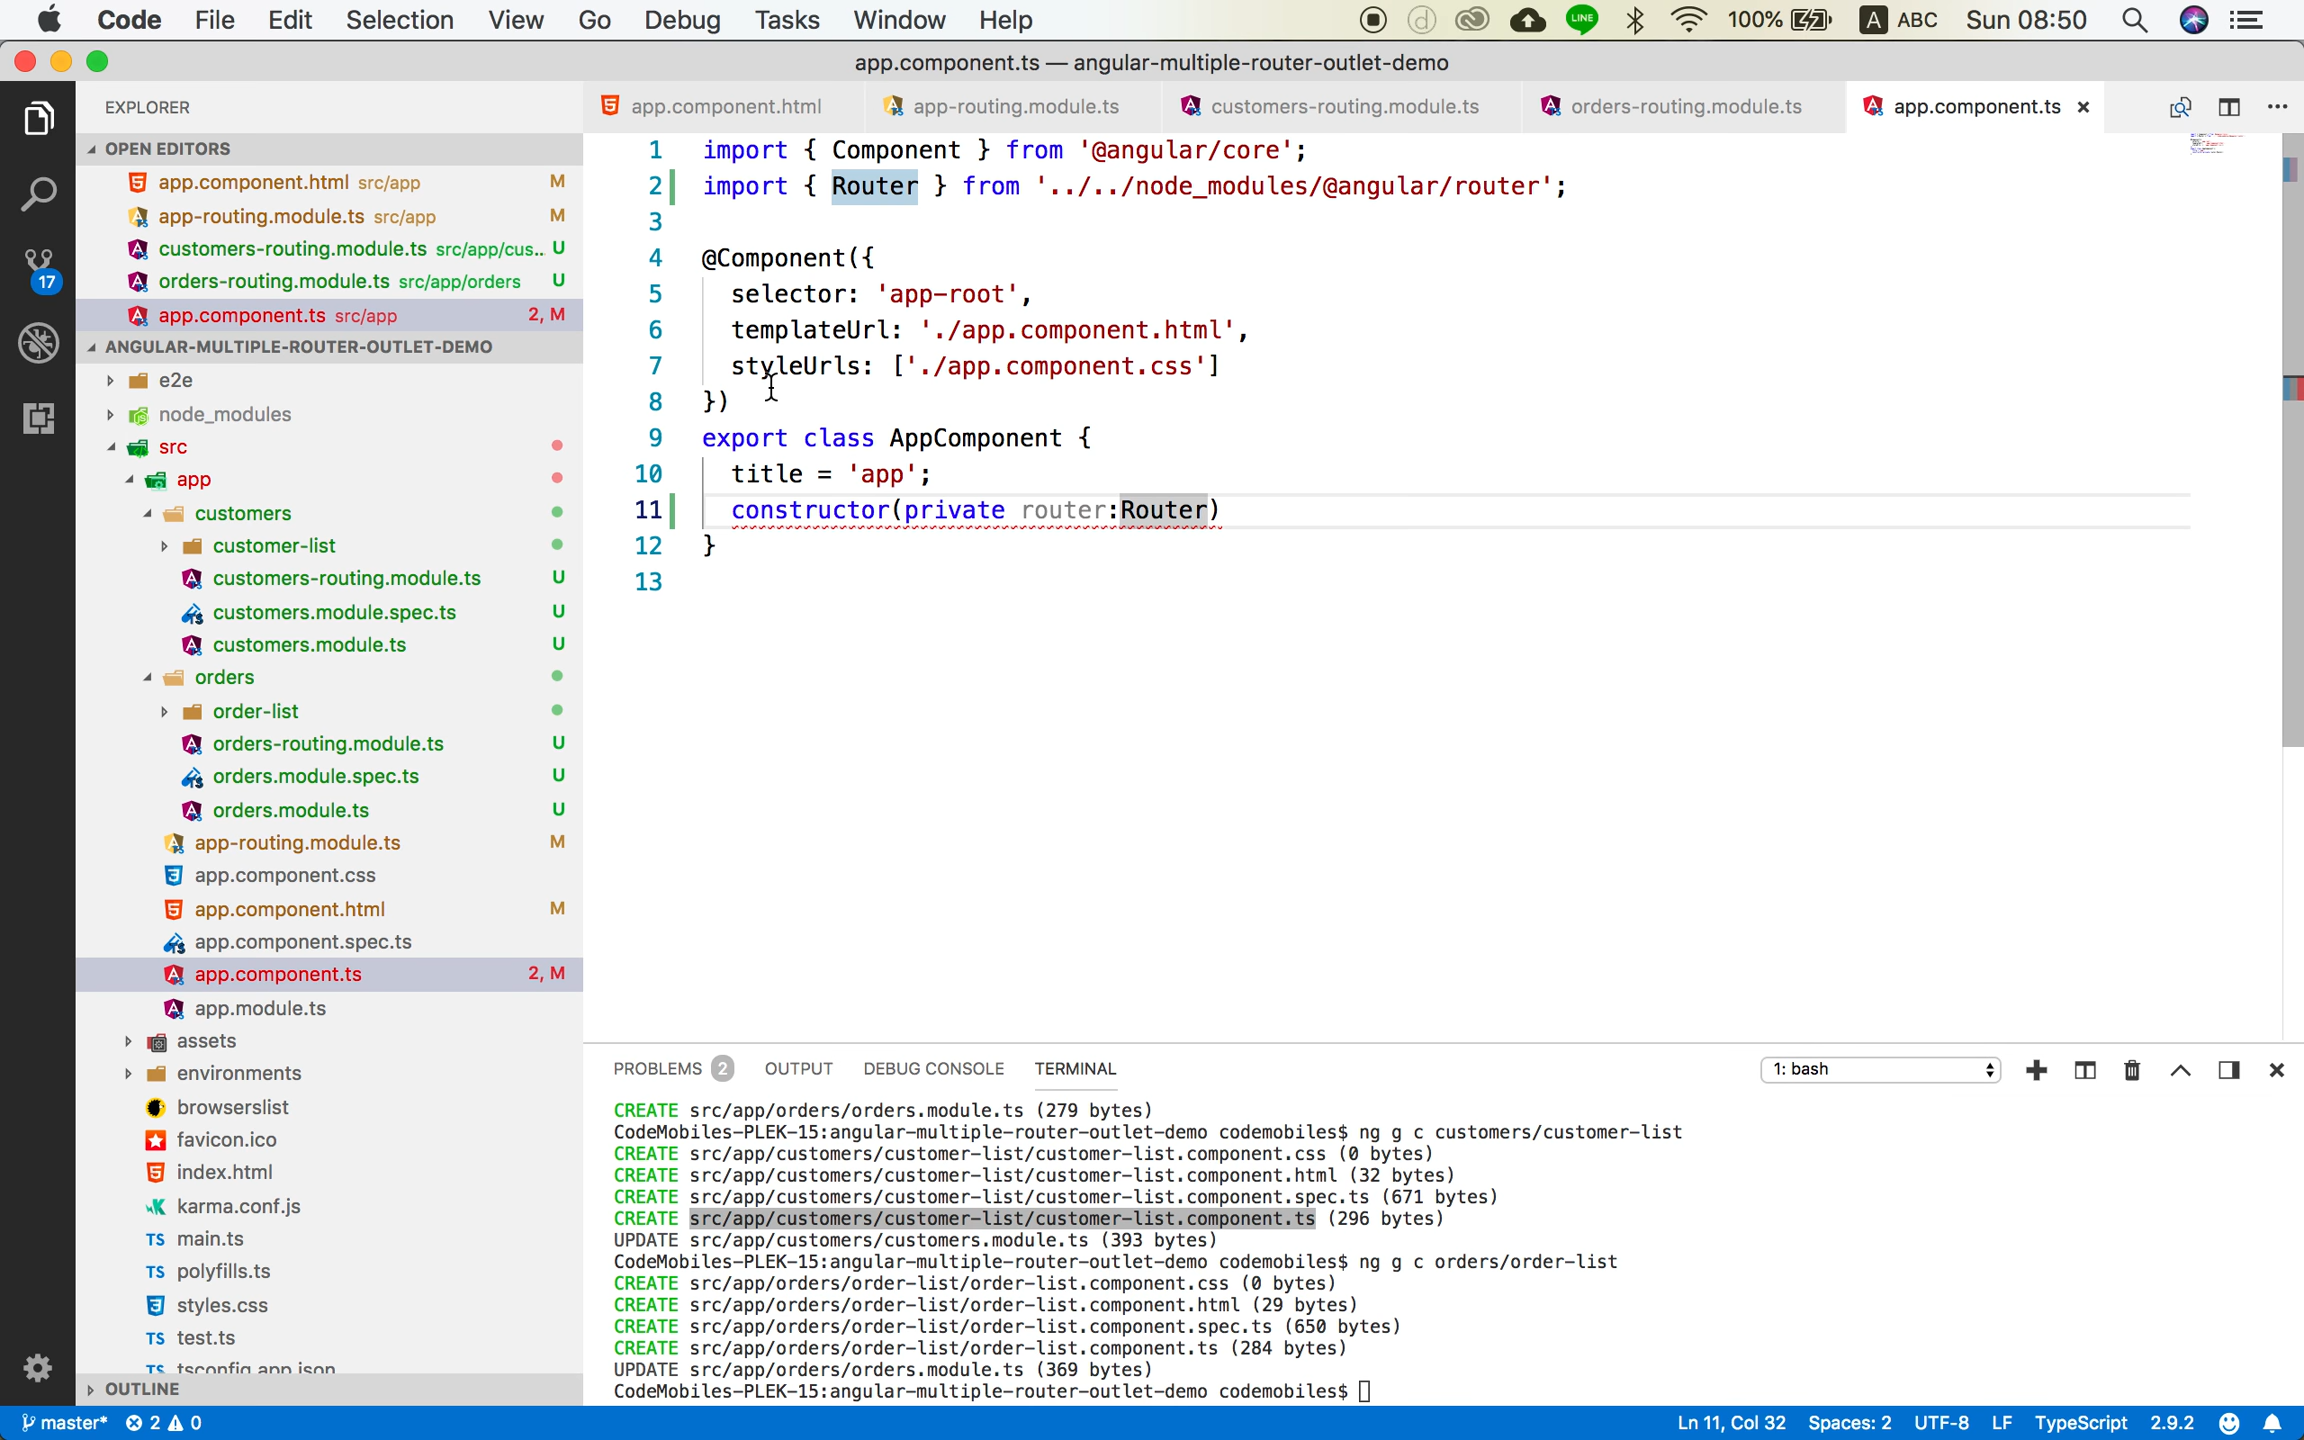 Code File Edit Selection View Go Debug Tasks Window Help LINE 100% A ABC Sun 08:50
app.component.ts — angular-multiple-router-outlet-demo
EXPLORER
OPEN EDITORS
app.component.html src/app M
app-routing.module.ts src/app M
customers-routing.module.ts src/app/cus... U
orders-routing.module.ts src/app/orders U
app.component.ts src/app 2, M
ANGULAR-MULTIPLE-ROUTER-OUTLET-DEMO
e2e
node_modules
src
app
customers
customer-list
customers-routing.module.ts U
customers.module.spec.ts U
customers.module.ts U
orders
order-list
orders-routing.module.ts U
orders.module.spec.ts U
orders.module.ts U
app-routing.module.ts M
app.component.css
app.component.html M
app.component.spec.ts
app.component.ts 2, M
app.module.ts
assets
environments
browserslist
favicon.ico
index.html
karma.conf.js
TS main.ts
TS polyfills.ts
styles.css
TS test.ts
TS tsconfig.app.json
OUTLINE
17
app.component.html app-routing.module.ts customers-routing.module.ts orders-routing.module.ts app.component.ts
1 import { Component } from '@angular/core';
2 import { Router } from '../../node_modules/@angular/router';
3
4 @Component({
5 selector: 'app-root',
6 templateUrl: './app.component.html',
7 styleUrls: ['./app.component.css']
8 })
9 export class AppComponent {
10 title = 'app';
11 constructor(private router:Router)
12 }
13
PROBLEMS 2 OUTPUT DEBUG CONSOLE TERMINAL 1: bash
CREATE src/app/orders/orders.module.ts (279 bytes)
CodeMobiles-PLEK-15:angular-multiple-router-outlet-demo codemobiles$ ng g c customers/customer-list
CREATE src/app/customers/customer-list/customer-list.component.css (0 bytes)
CREATE src/app/customers/customer-list/customer-list.component.html (32 bytes)
CREATE src/app/customers/customer-list/customer-list.component.spec.ts (671 bytes)
CREATE src/app/customers/customer-list/customer-list.component.ts (296 bytes)
UPDATE src/app/customers/customers.module.ts (393 bytes)
CodeMobiles-PLEK-15:angular-multiple-router-outlet-demo codemobiles$ ng g c orders/order-list
CREATE src/app/orders/order-list/order-list.component.css (0 bytes)
CREATE src/app/orders/order-list/order-list.component.html (29 bytes)
CREATE src/app/orders/order-list/order-list.component.spec.ts (650 bytes)
CREATE src/app/orders/order-list/order-list.component.ts (284 bytes)
UPDATE src/app/orders/orders.module.ts (369 bytes)
CodeMobiles-PLEK-15:angular-multiple-router-outlet-demo codemobiles$
master* 2 0 Ln 11, Col 32 Spaces: 2 UTF-8 LF TypeScript 2.9.2